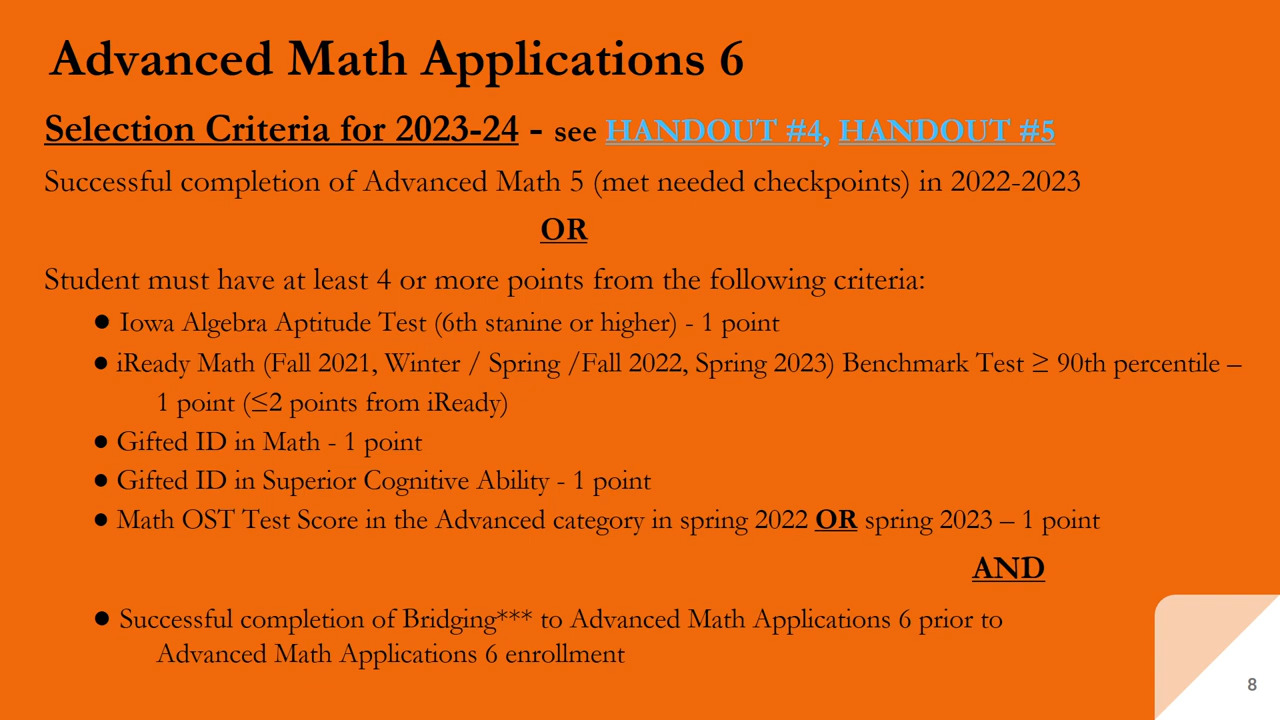 Advanced Math Applications 6
Selection Criteria for 2023-24 - see HANDOUT #4, HANDOUT #5
Successful completion of Advanced Math 5 (met needed checkpoints) in 2022-2023
OR
Student must have at least 4 or more points from the following criteria:
● Iowa Algebra Aptitude Test (6th stanine or higher) - 1 point
● iReady Math (Fall 2021, Winter / Spring /Fall 2022, Spring 2023) Benchmark Test ≥ 90th percentile –
1 point (≤2 points from iReady)
● Gifted ID in Math - 1 point
● Gifted ID in Superior Cognitive Ability - 1 point
● Math OST Test Score in the Advanced category in spring 2022 OR spring 2023 – 1 point
AND
● Successful completion of Bridging*** to Advanced Math Applications 6 prior to
Advanced Math Applications 6 enrollment
8